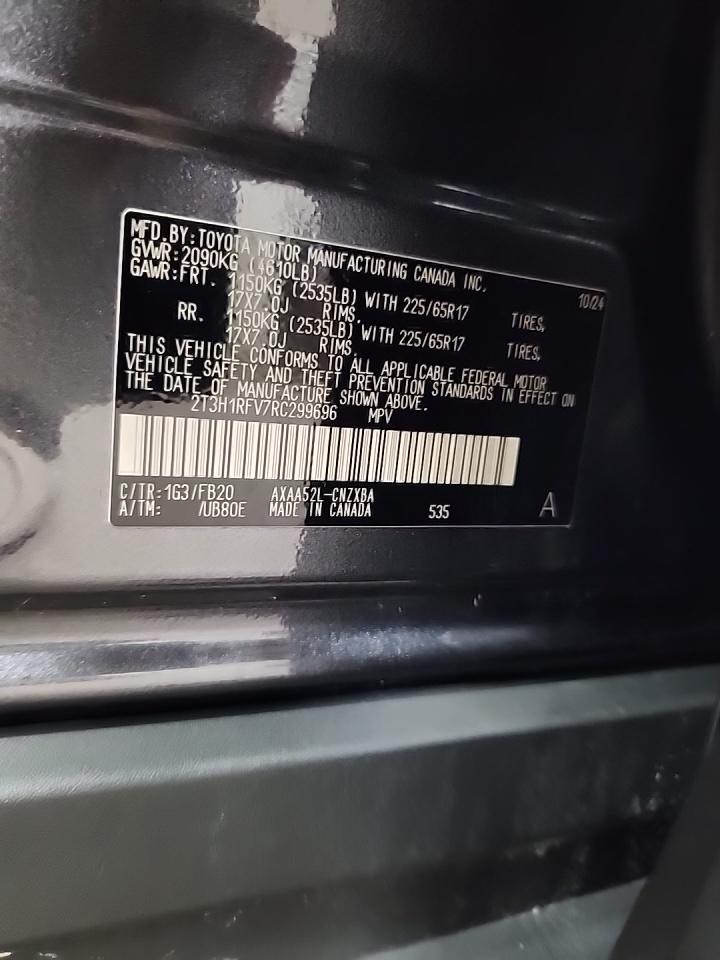 MFD. BY: TOYOTA MOTOR MANUFACTURING CANADA INC. 10/24
GVWR: 2090KG (4610LB)
GAWR: FRT. 1150KG (2535LB) WITH 225/65R17 TIRES,
17X7.0J RIMS.
RR. 1150KG (2535LB) WITH 225/65R17 TIRES,
17X7.0J RIMS.
THIS VEHICLE CONFORMS TO ALL APPLICABLE FEDERAL MOTOR
VEHICLE SAFETY AND THEFT PREVENTION STANDARDS IN EFFECT ON
THE DATE OF MANUFACTURE SHOWN ABOVE.
2T3H1RFV7RC299696 MPV
C/TR: 1G3/FB20 AXAA52L-CNZXBA
A/TM: /UB80E MADE IN CANADA 535 A